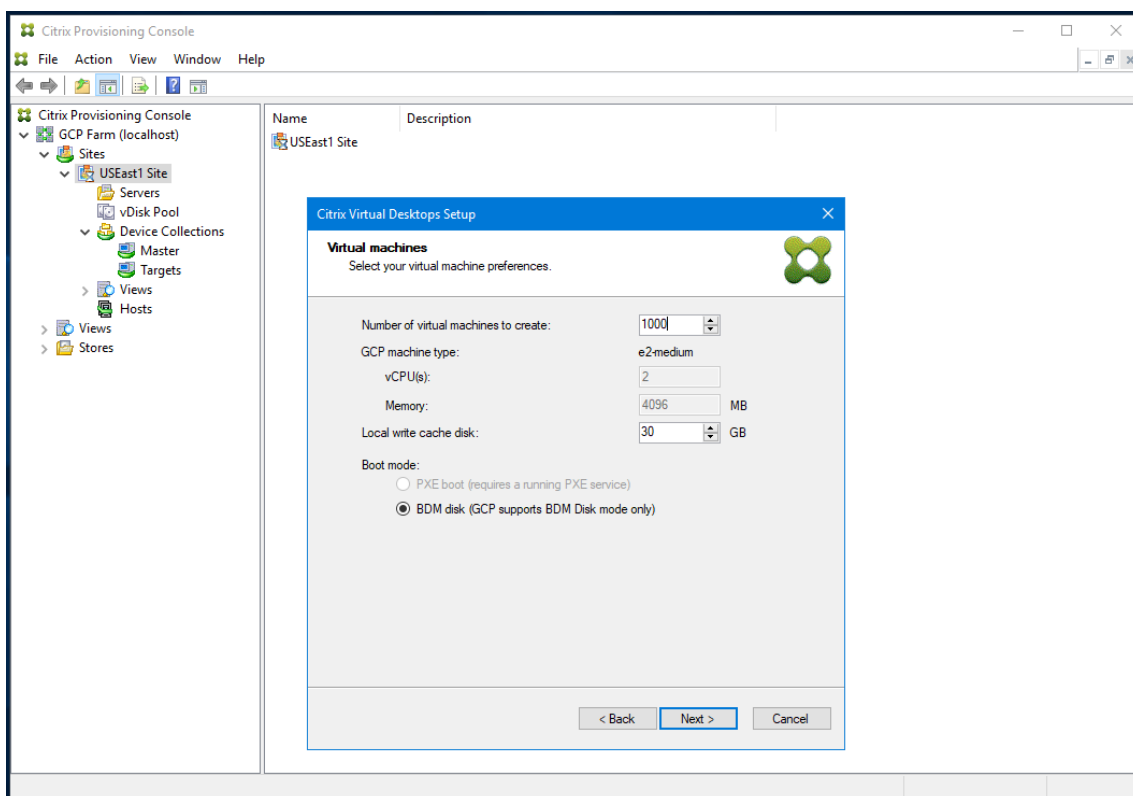 Citrix Provisioning Console
File Action View Window Help
Citrix Provisioning Console
GCP Farm (localhost)
Sites
USEast1 Site
Servers
vDisk Pool
Device Collections
Master
Targets
Views
Hosts
Views
Stores
Name Description
USEast1 Site
Citrix Virtual Desktops Setup
Virtual machines
Select your virtual machine preferences.
Number of virtual machines to create: 1000
GCP machine type: e2-medium
vCPU(s): 2
Memory: 4096 MB
Local write cache disk: 30 GB
Boot mode:
PXE boot (requires a running PXE service)
BDM disk (GCP supports BDM Disk mode only)
< Back Next > Cancel